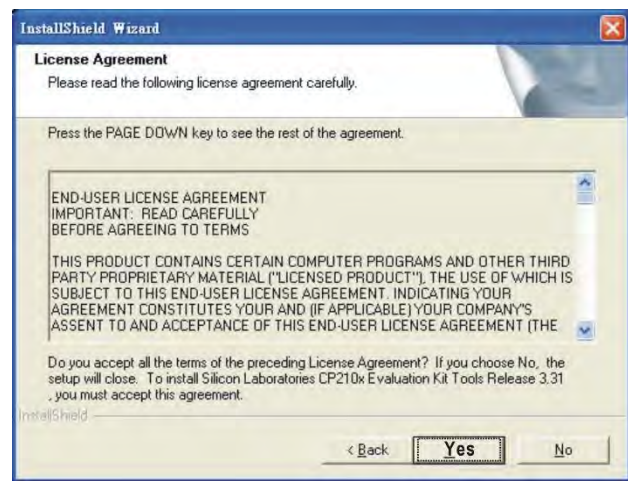 InstallShield Wizard
License Agreement
Please read the following license agreement carefully.
Press the PAGE DOWN key to see the rest of the agreement.
END-USER LICENSE AGREEMENT
IMPORTANT: READ CAREFULLY
BEFORE AGREEING TO TERMS
THIS PRODUCT CONTAINS CERTAIN COMPUTER PROGRAMS AND OTHER THIRD
PARTY PROPRIETARY MATERIAL ("LICENSED PRODUCT"), THE USE OF WHICH IS
SUBJECT TO THIS END-USER LICENSE AGREEMENT. INDICATING YOUR
AGREEMENT CONSTITUTES YOUR AND (IF APPLICABLE) YOUR COMPANY'S
ASSENT TO AND ACCEPTANCE OF THIS END-USER LICENSE AGREEMENT (THE
Do you accept all the terms of the preceding License Agreement? If you choose No, the
setup will close. To install Silicon Laboratories CP210x Evaluation Kit Tools Release 3.31
, you must accept this agreement.
InstallShield
< Back
Yes
No